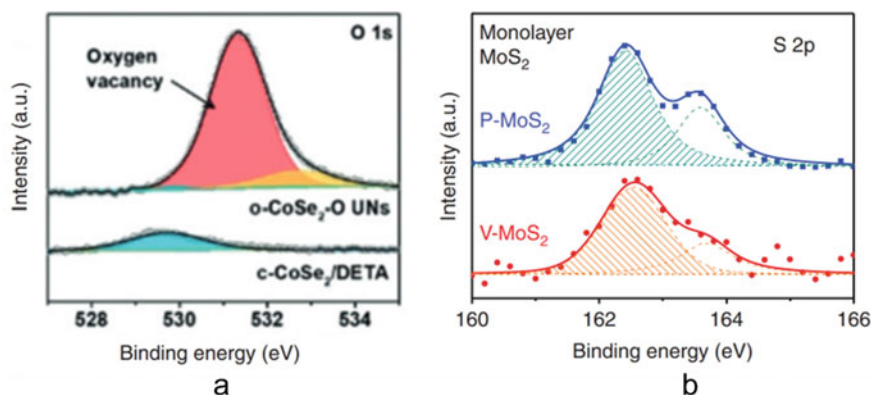 O 1s
Oxygen
vacancy
o-CoSe₂-O UNs
c-CoSe₂/DETA
Intensity (a.u.)
528 530 532 534
Binding energy (eV)
a
Monolayer
MoS₂
S 2p
P-MoS₂
V-MoS₂
Intensity (a.u.)
160 162 164 166
Binding energy (eV)
b